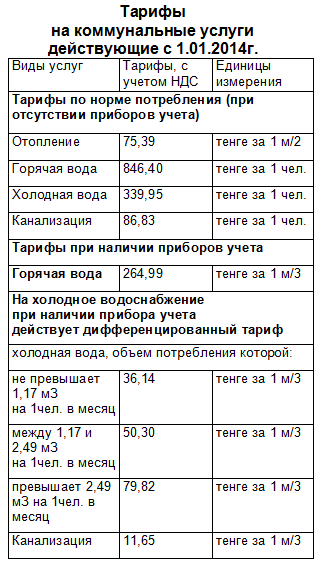 Тарифы
на коммунальные услуги
действующие с 1.01.2014г.
Виды услуг Тарифы, с Единицы
учетом НДС измерения
Тарифы по норме потребления (при
отсутствии приборов учета)
Отопление 75,39 тенге за 1 м/2
Горячая вода 846,40 тенге за 1 чел.
Холодная вода 339,95 тенге за 1 чел.
Канализация 86,83 тенге за 1 чел.
Тарифы при наличии приборов учета
Горячая вода 264,99 тенге за 1 м/3
На холодное водоснабжение
при наличии прибора учета
действует дифференцированный тариф
холодная вода, объем потребления которой:
не превышает 36,14 тенге за 1 м/3
1,17 м3
на 1чел. в месяц
между 1,17 и 50,30 тенге за 1 м/3
2,49 м3
на 1чел. в месяц
превышает 2,49 79,82 тенге за 1 м/3
м3 на 1чел. в
месяц
Канализация 11,65 тенге за 1 м/3